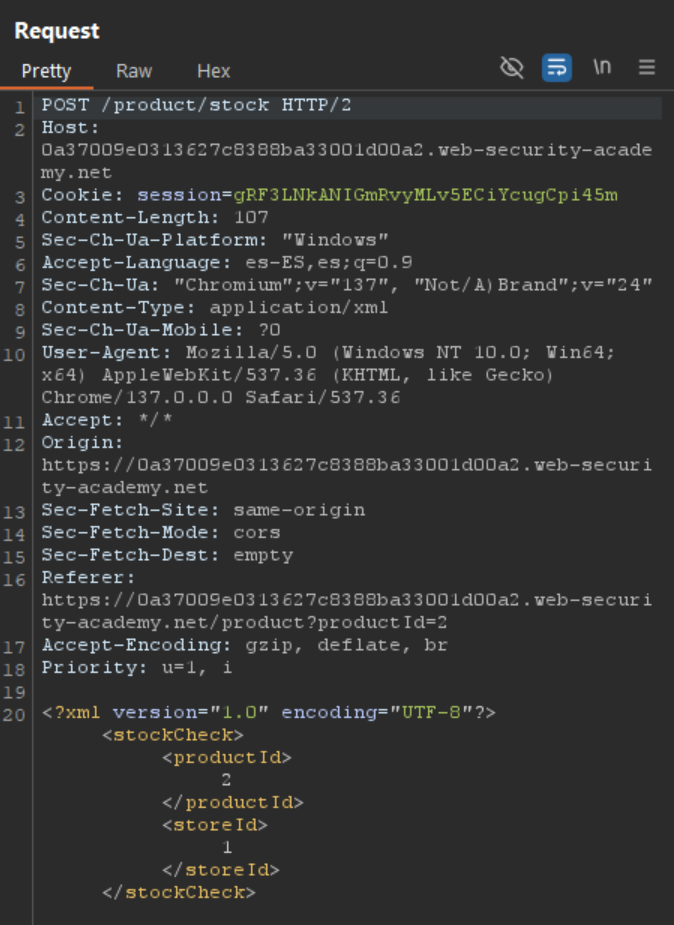 Request
Pretty Raw Hex \n
1 POST /product/stock HTTP/2
2 Host:
0a37009e0313627c8388ba33001d00a2.web-security-acade
my.net
3 Cookie: session=gRF3LNkANIGmRvyMLv5ECiYcugCpi45m
4 Content-Length: 107
5 Sec-Ch-Ua-Platform: "Windows"
6 Accept-Language: es-ES,es;q=0.9
7 Sec-Ch-Ua: "Chromium";v="137", "Not/A)Brand";v="24"
8 Content-Type: application/xml
9 Sec-Ch-Ua-Mobile: ?0
10 User-Agent: Mozilla/5.0 (Windows NT 10.0; Win64;
x64) AppleWebKit/537.36 (KHTML, like Gecko)
Chrome/137.0.0.0 Safari/537.36
11 Accept: */*
12 Origin:
https://0a37009e0313627c8388ba33001d00a2.web-securi
ty-academy.net
13 Sec-Fetch-Site: same-origin
14 Sec-Fetch-Mode: cors
15 Sec-Fetch-Dest: empty
16 Referer:
https://0a37009e0313627c8388ba33001d00a2.web-securi
ty-academy.net/product?productId=2
17 Accept-Encoding: gzip, deflate, br
18 Priority: u=1, i
19
20 <?xml version="1.0" encoding="UTF-8"?>
<stockCheck>
<productId>
2
</productId>
<storeId>
1
</storeId>
</stockCheck>